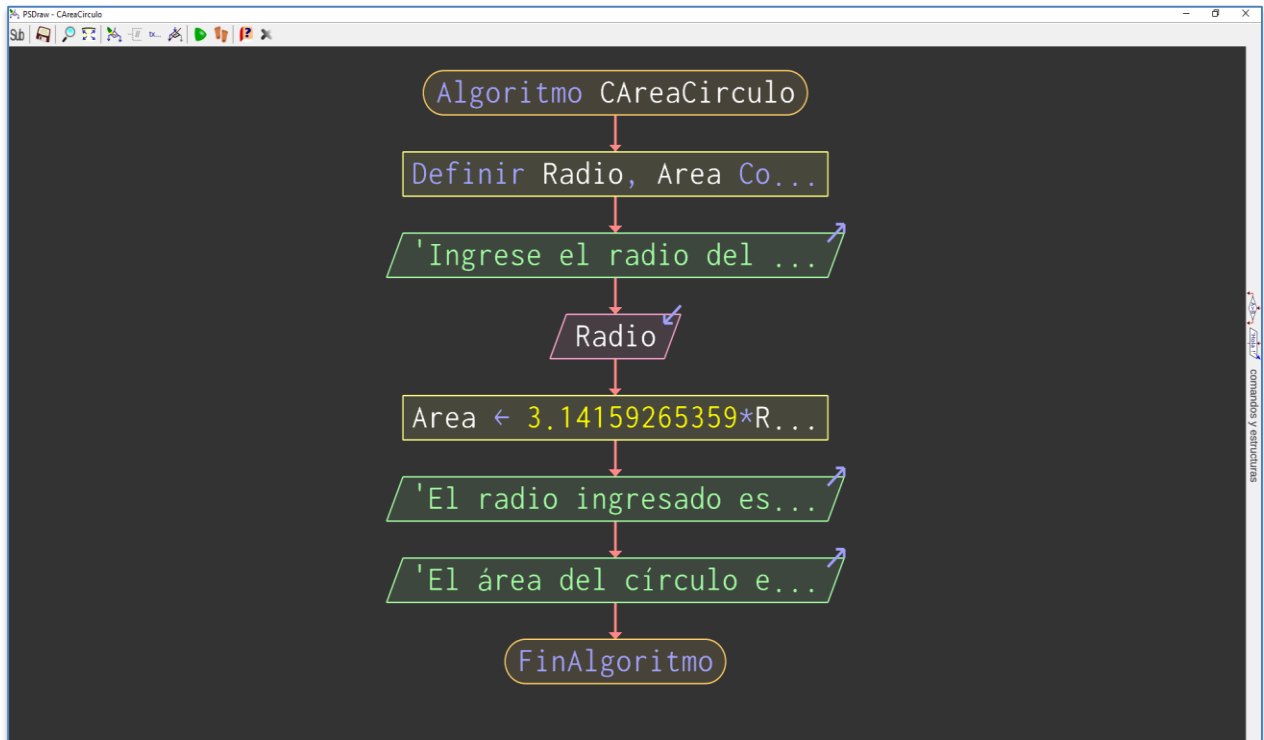 PSDraw - CAreaCirculo
Sub
Algoritmo CAreaCirculo
Definir Radio, Area Co...
'Ingrese el radio del ...
Radio
Area ← 3.14159265359*R...
'El radio ingresado es...
'El área del círculo e...
FinAlgoritmo
comandos y estructuras